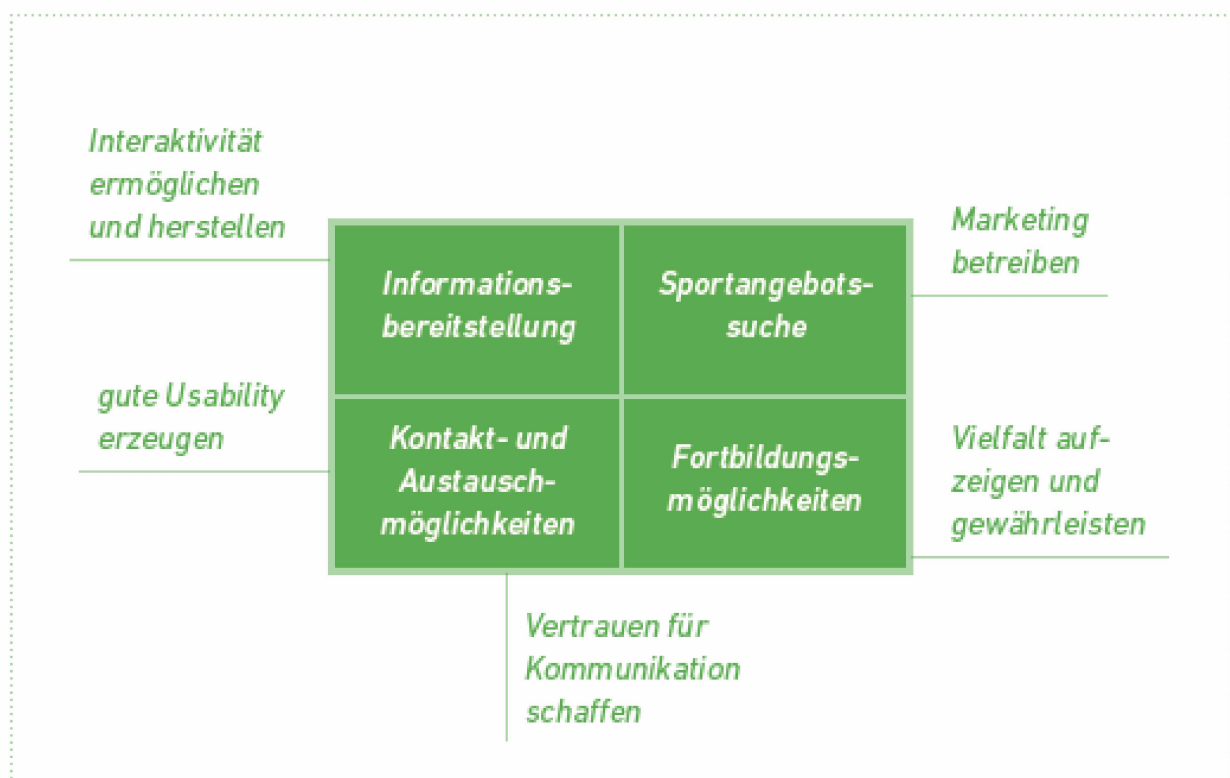 Interaktivität
ermöglichen
und herstellen
Marketing
betreiben
Informations-
bereitstellung
Sportangebots-
suche
gute Usability
erzeugen
Kontakt- und
Austausch-
möglichkeiten
Fortbildungs-
möglichkeiten
Vielfalt auf-
zeigen und
gewährleisten
Vertrauen für
Kommunikation
schaffen